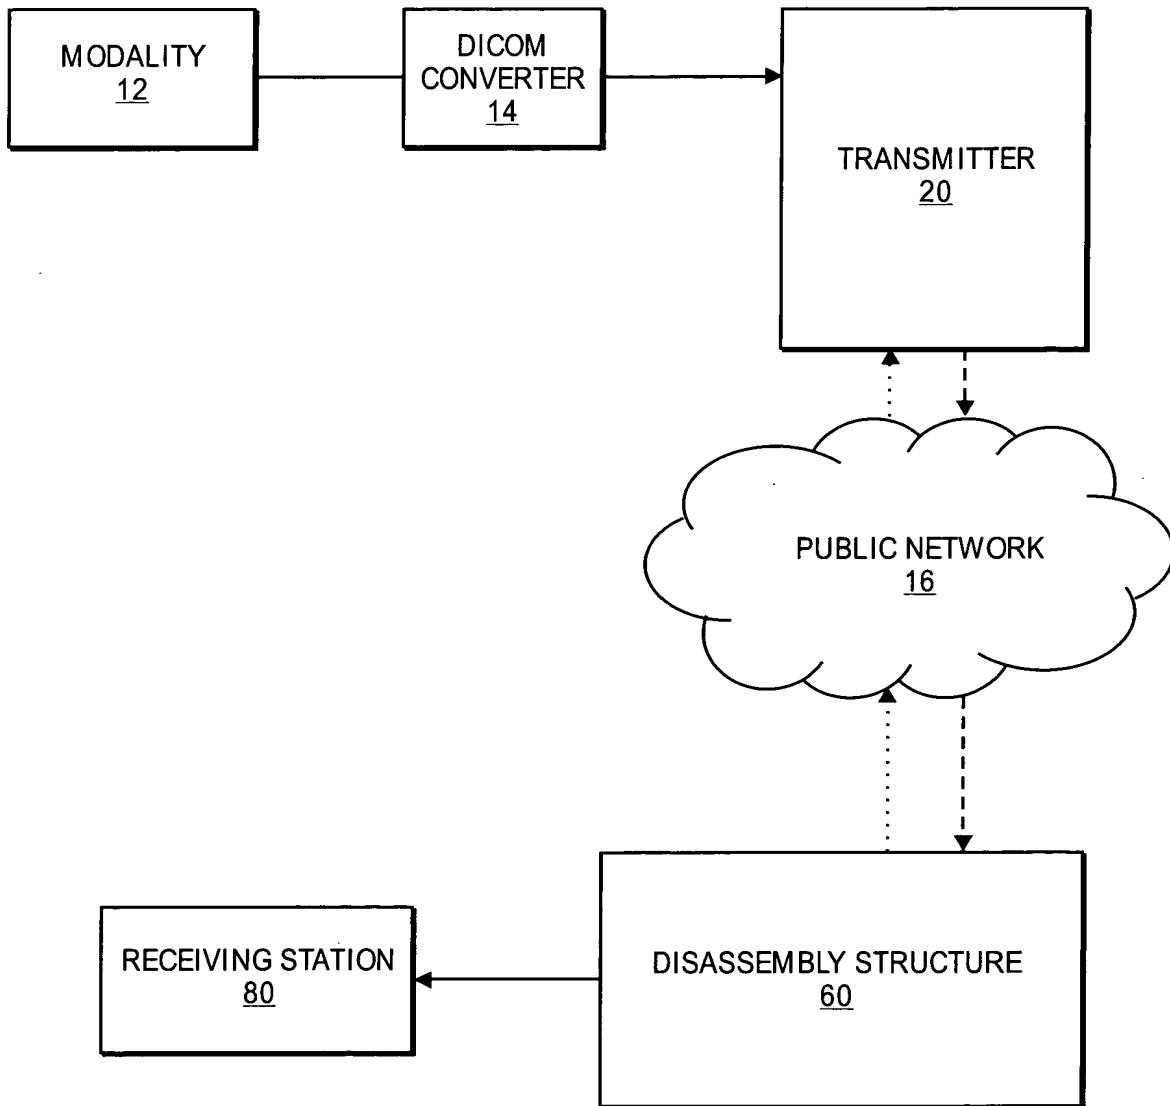 MODALITY
12
DICOM
CONVERTER
14
TRANSMITTER
20
PUBLIC NETWORK
16
RECEIVING STATION
80
DISASSEMBLY STRUCTURE
60